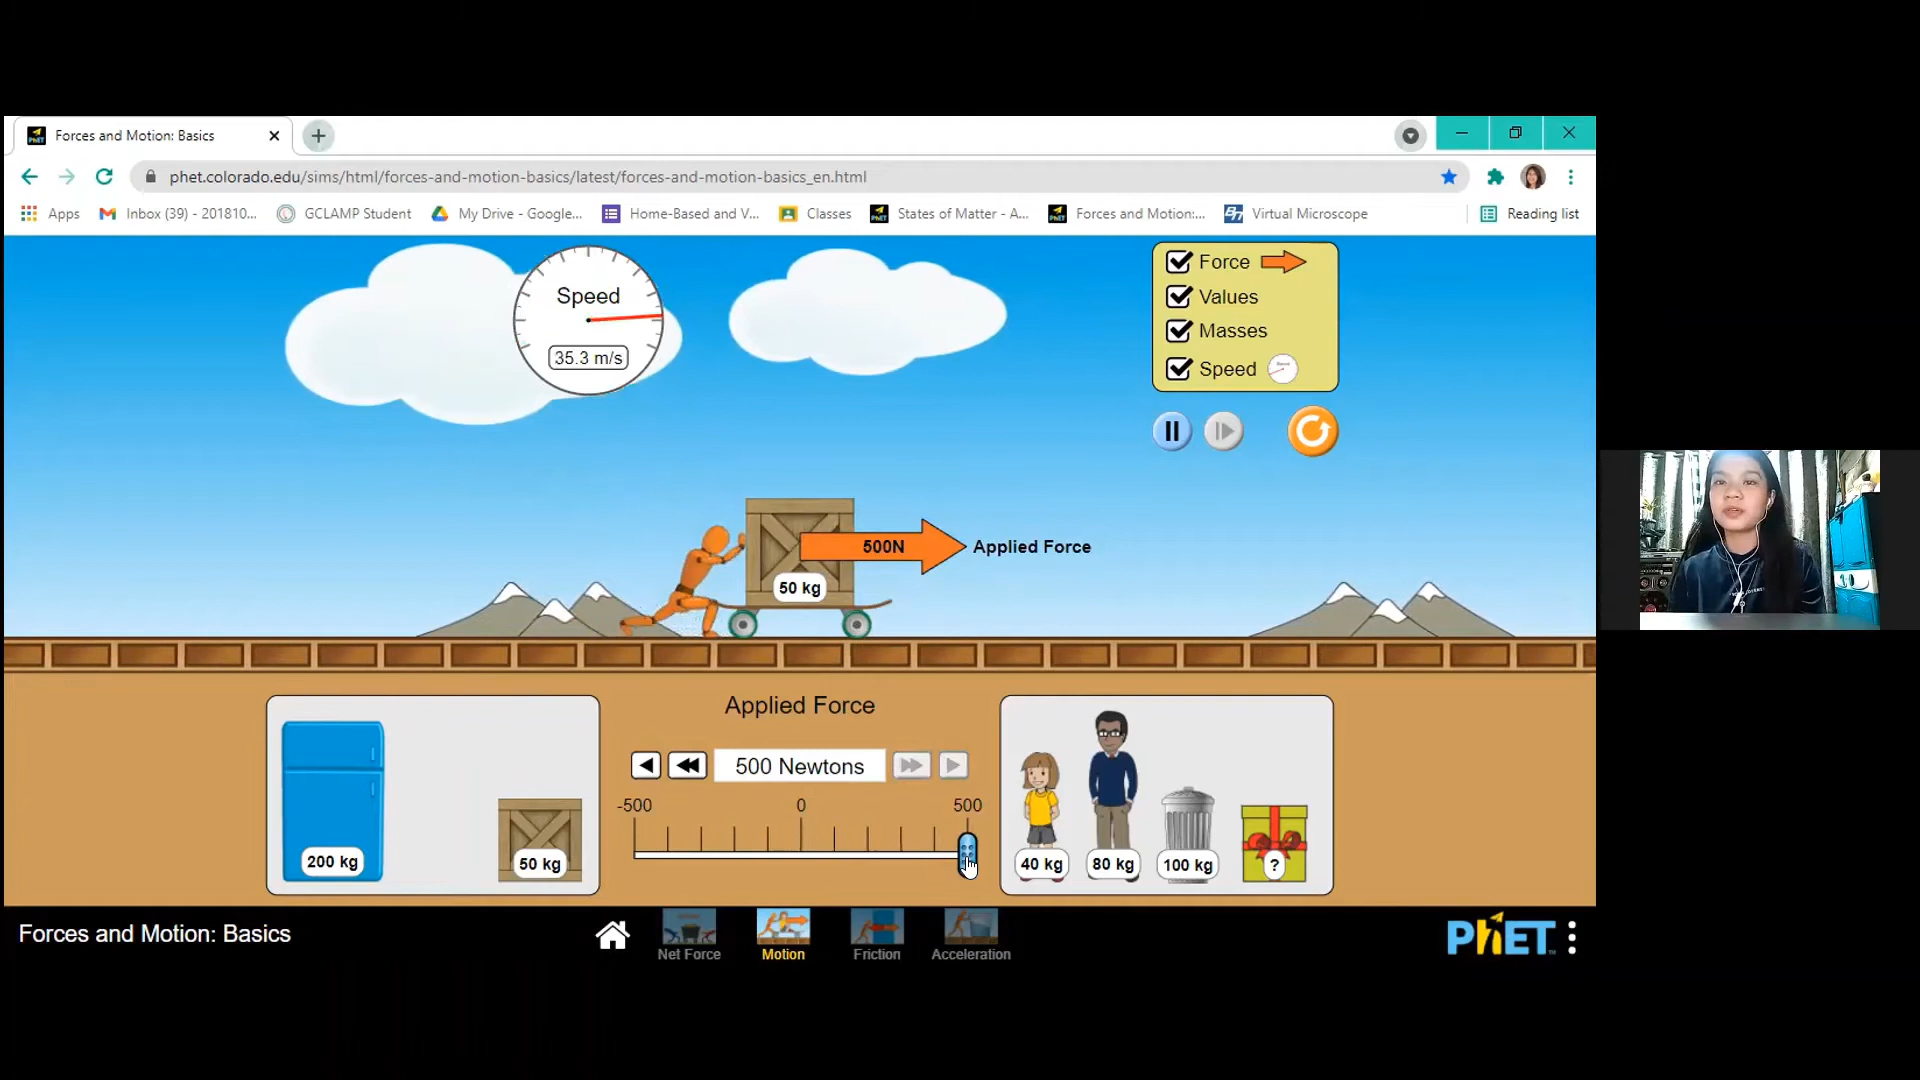 Forces and Motion: Basics
phet.colorado.edu/sims/html/forces-and-motion-basics/latest/forces-and-motion-basics_en.html
Apps
Inbox (39) - 201810...
GCLAMP Student
My Drive - Google...
Home-Based and V...
Classes
States of Matter - A...
Forces and Motion:...
Virtual Microscope
Reading list
Speed
35.3 m/s
Force
Values
Masses
Speed
500N
Applied Force
50 kg
Applied Force
500 Newtons
-500
0
500
200 kg
50 kg
40 kg
80 kg
100 kg
?
Forces and Motion: Basics
Net Force
Motion
Friction
Acceleration
PhET